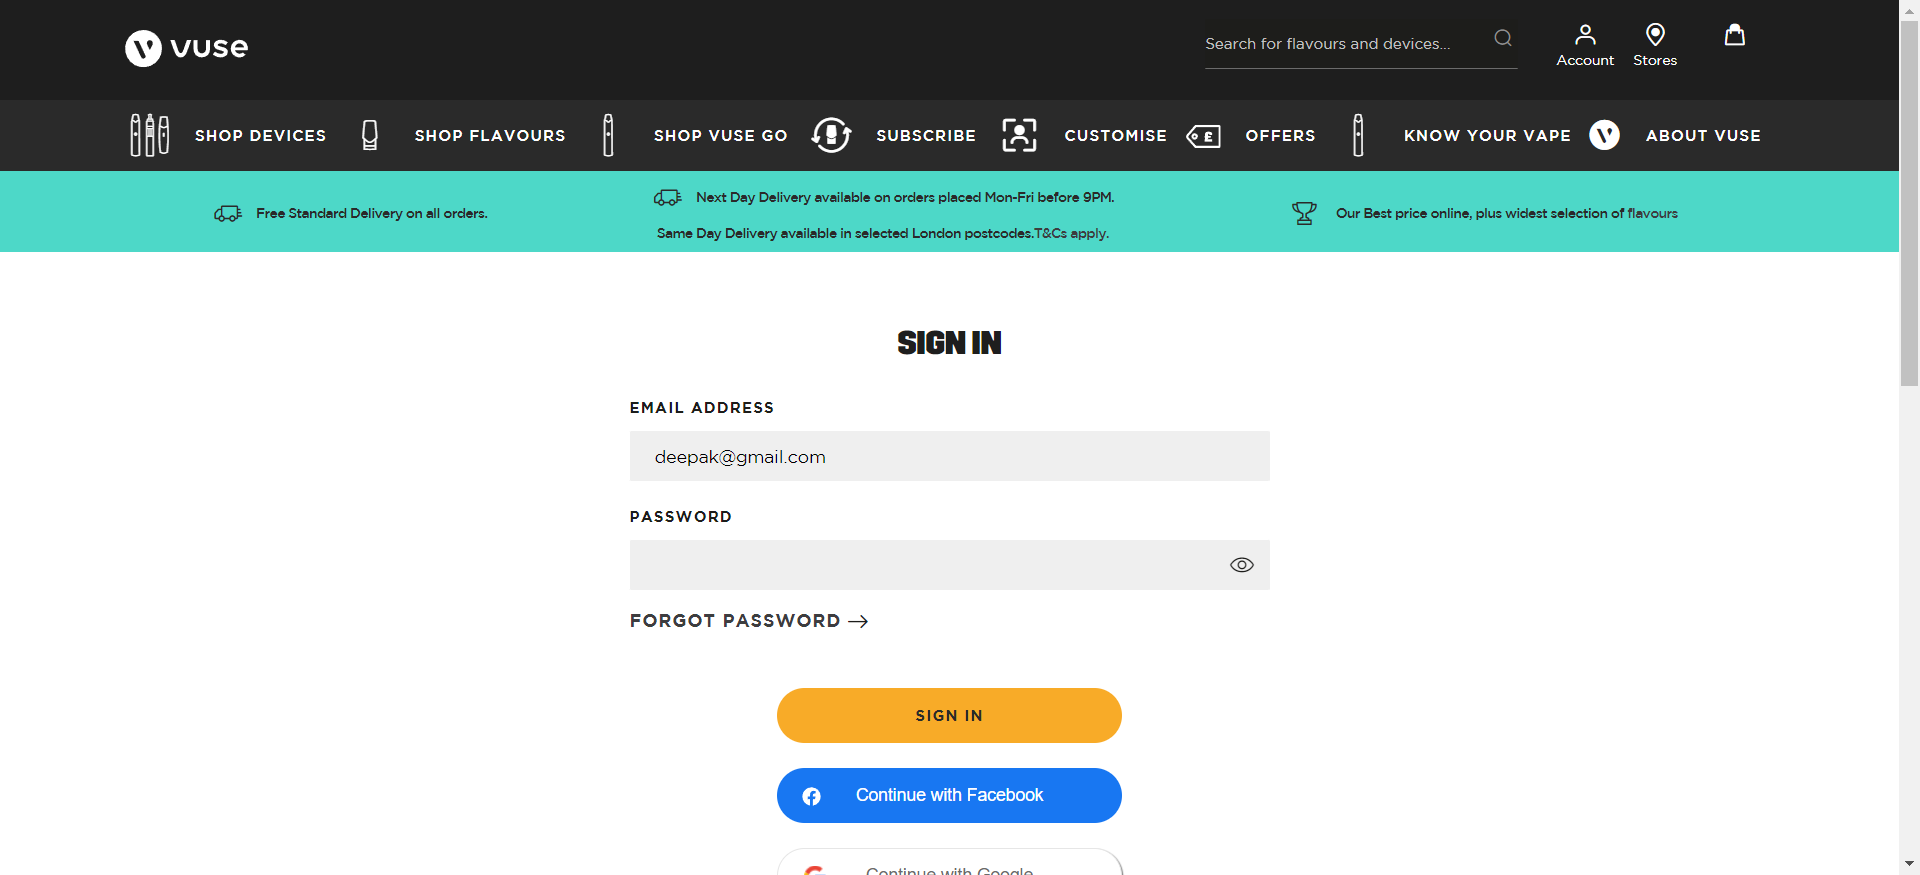 vuse
Search for flavours and devices...
Account
Stores
SHOP DEVICES
SHOP FLAVOURS
SHOP VUSE GO
SUBSCRIBE
CUSTOMISE
£
OFFERS
KNOW YOUR VAPE
ABOUT VUSE
Free Standard Delivery on all orders.
Next Day Delivery available on orders placed Mon-Fri before 9PM.
Same Day Delivery available in selected London postcodes.T&Cs apply.
Our Best price online, plus widest selection of flavours
SIGN IN
EMAIL ADDRESS
deepak@gmail.com
PASSWORD
FORGOT PASSWORD
SIGN IN
Continue with Facebook
Continue with Google